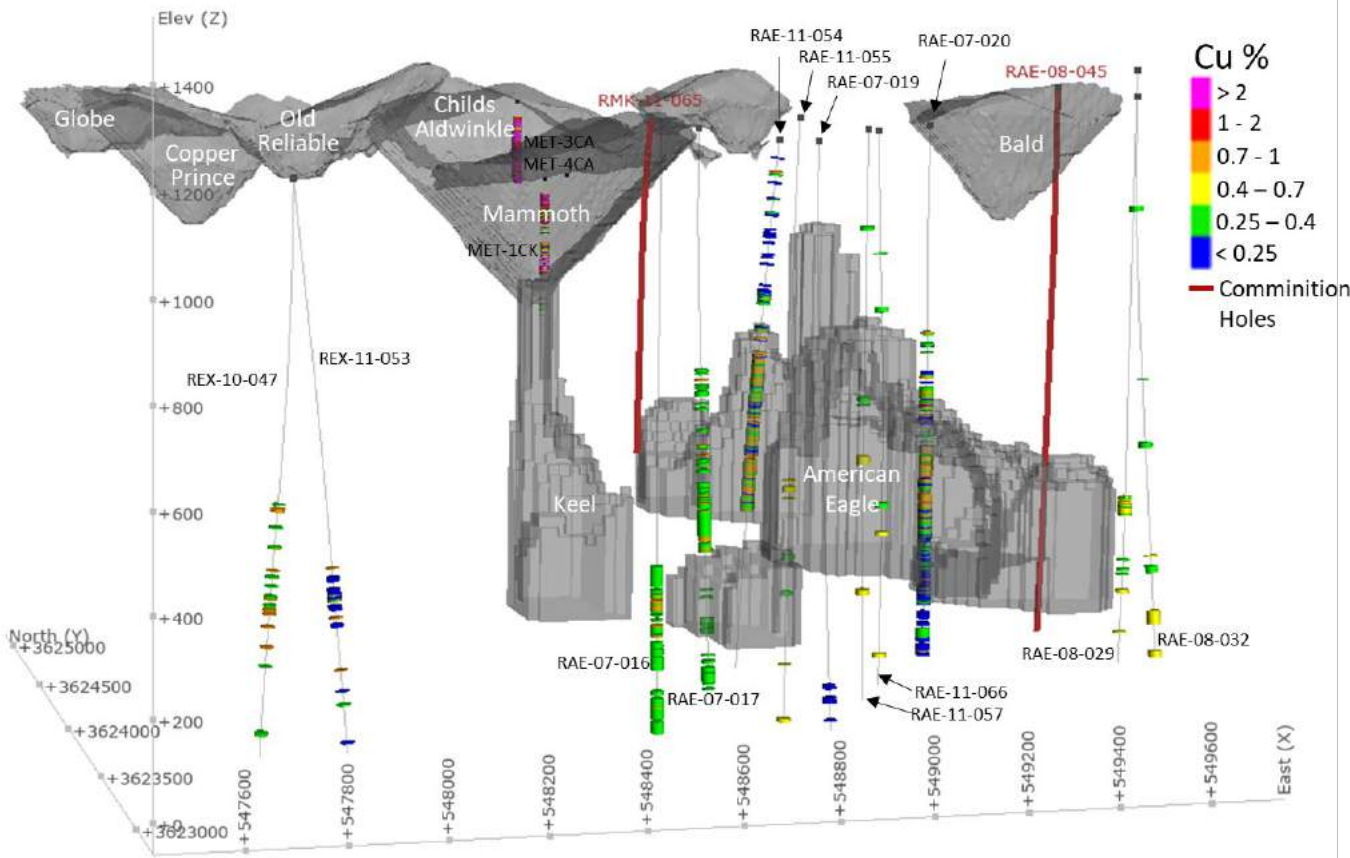 Elev (Z)
+1400
+1200
+1000
+800
+600
+400
+200
+0
North (Y)
+3625000
+3624500
+3624000
+3623500
+3623000
+547600
+547800
+548000
+548200
+548400
+548600
+548800
+549000
+549200
+549400
+549600
East (X)
Globe
Copper
Prince
Old
Reliable
Childs
Aldwinkle
MET-3CA
MET-4CA
Mammoth
MET-1CK
RMK-11-065
RAE-11-054
RAE-11-055
RAE-07-019
RAE-07-020
RAE-08-045
Bald
Cu %
> 2
1 - 2
0.7 - 1
0.4 – 0.7
0.25 – 0.4
< 0.25
Comminition
Holes
REX-10-047
REX-11-053
Keel
American
Eagle
RAE-07-016
RAE-07-017
RAE-11-066
RAE-11-057
RAE-08-029
RAE-08-032